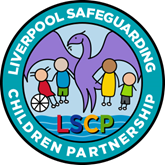 LIVERPOOL SAFEGUARDING
LSCP
CHILDREN PARTNERSHIP